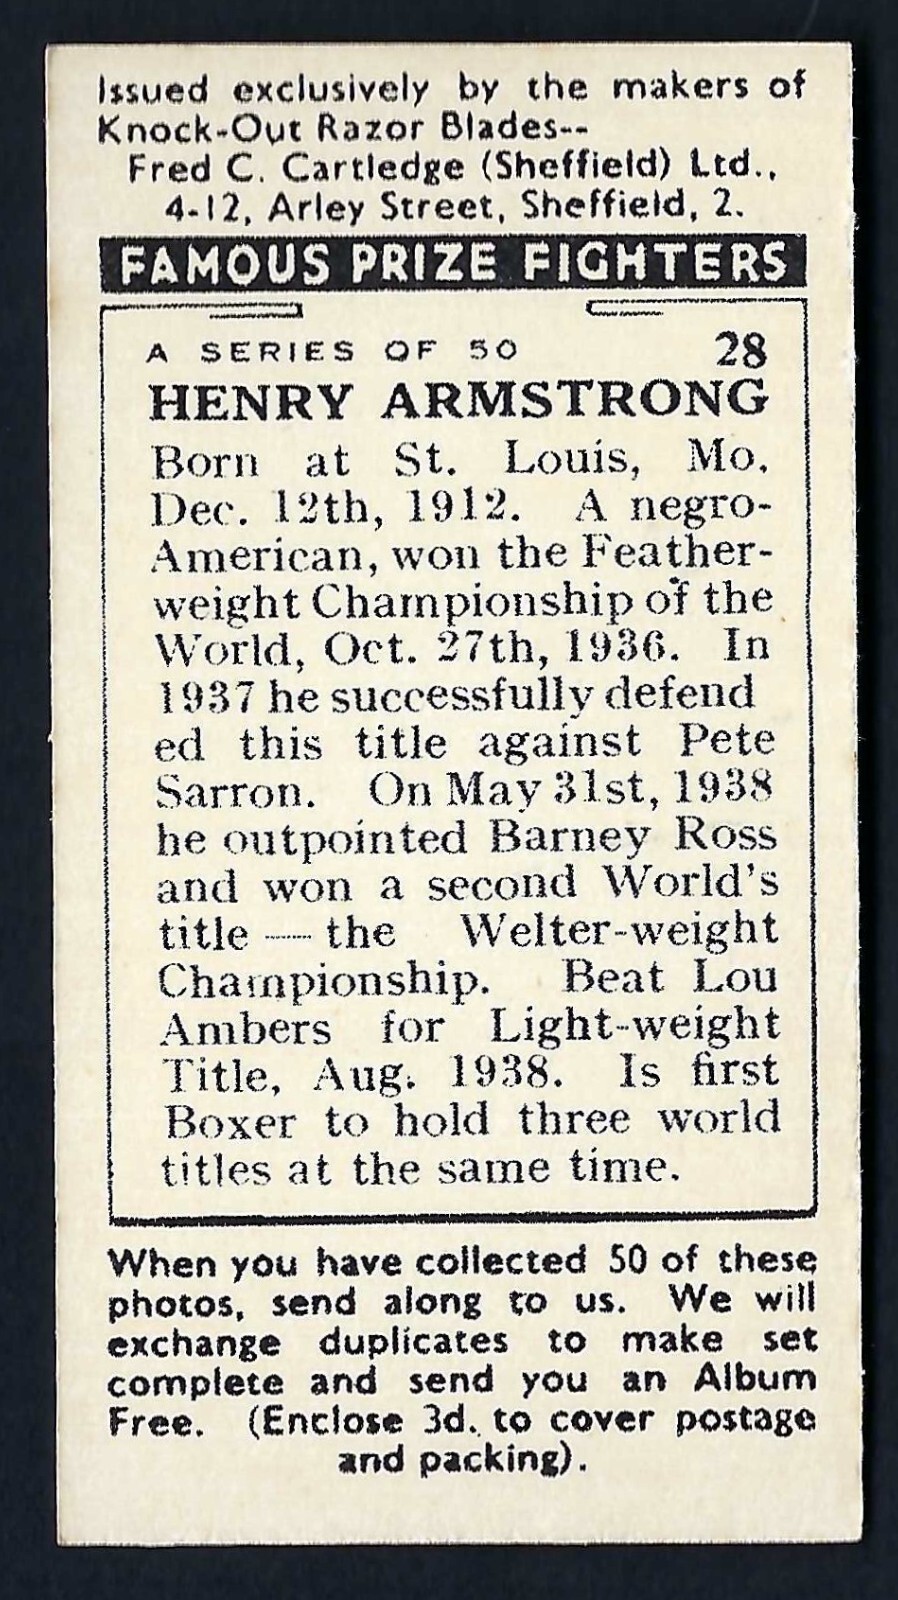 Issued exclusively by the makers of
Knock-Out Razor Blades--
Fred C. Cartledge (Sheffield) Ltd.,
4-12, Arley Street, Sheffield, 2.
FAMOUS PRIZE FIGHTERS
A SERIES OF 50 28
HENRY ARMSTRONG
Born at St. Louis, Mo.
Dec. 12th, 1912. A negro-
American, won the Feather-
weight Championship of the
World, Oct. 27th, 1936. In
1937 he successfully defend
ed this title against Pete
Sarron. On May 31st, 1938
he outpointed Barney Ross
and won a second World's
title — the Welter-weight
Championship. Beat Lou
Ambers for Light-weight
Title, Aug. 1938. Is first
Boxer to hold three world
titles at the same time.
When you have collected 50 of these
photos, send along to us. We will
exchange duplicates to make set
complete and send you an Album
Free. (Enclose 3d. to cover postage
and packing).